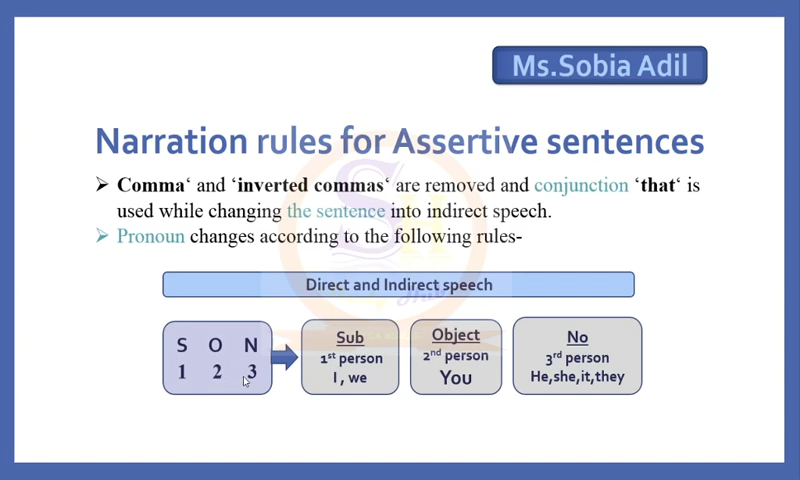 Ms.Sobia Adil
Narration rules for Assertive sentences
➢ Comma‘ and ‘inverted commas‘ are removed and conjunction ‘that‘ is
used while changing the sentence into indirect speech.
➢ Pronoun changes according to the following rules-
Direct and Indirect speech
S O N
1 2 3
Sub
1st person
I , we
Object
2nd person
You
No
3rd person
He,she,it,they